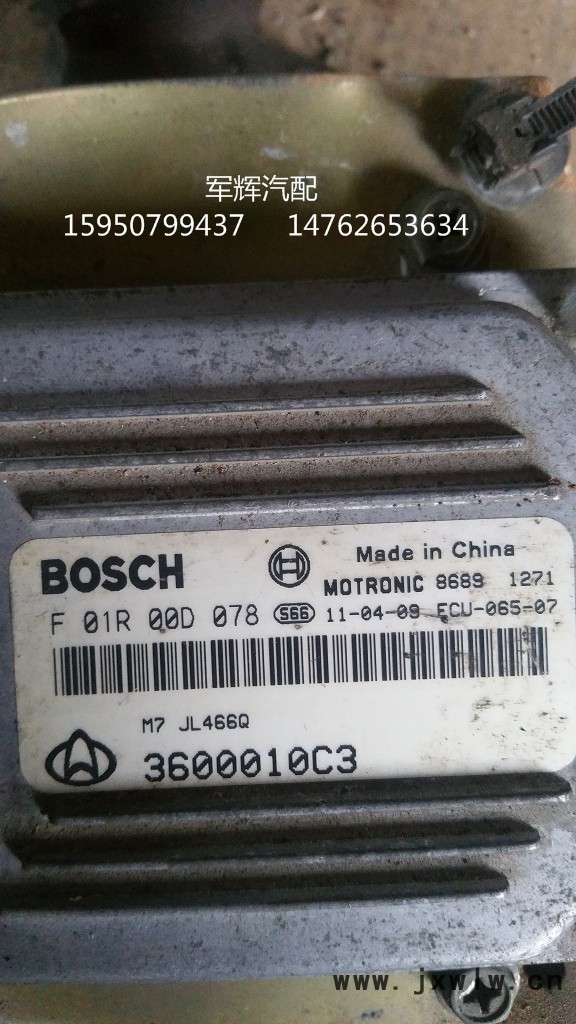 军辉汽配
15950799437 14762653634
BOSCH
Made in China
MOTRONIC 8689 1271
F 01R 00D 078 S66 11-04-09 ECU-065-07
M7 JL466Q
3600010C3
www.jxwlw.cn